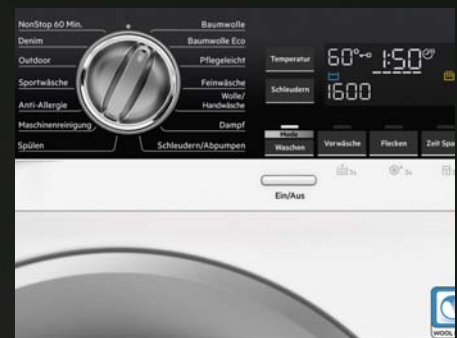 NonStop 60 Min.
Denim
Outdoor
Sportwäsche
Anti-Allergie
Maschinenreinigung
Spülen
Baumwolle
Baumwolle Eco
Pflegeleicht
Feinwäsche
Wolle/
Handwäsche
Dampf
Schleudern/Abpumpen
Temperatur
60° 1:50
Schleudern
1600
Mode
Waschen
Vorwäsche
Flecken
Zeit Spa
3s
3s
Ein/Aus
WOOL